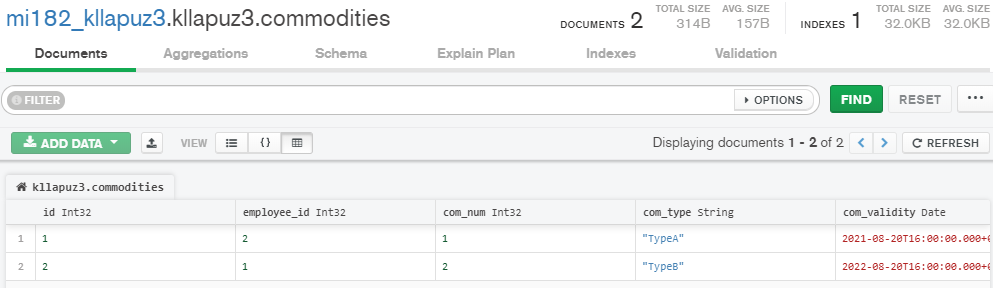 mi182_kllapuz3.kllapuz3.commodities
DOCUMENTS 2 TOTAL SIZE 314B AVG. SIZE 157B INDEXES 1 TOTAL SIZE 32.0KB AVG. SIZE 32.0KB
Documents Aggregations Schema Explain Plan Indexes Validation
FILTER OPTIONS FIND RESET ...
ADD DATA VIEW {} Displaying documents 1 - 2 of 2 < > REFRESH
kllapuz3.commodities
id Int32 employee_id Int32 com_num Int32 com_type String com_validity Date
1 1 2 1 "TypeA" 2021-08-20T16:00:00.000+0
2 2 1 2 "TypeB" 2022-08-20T16:00:00.000+0